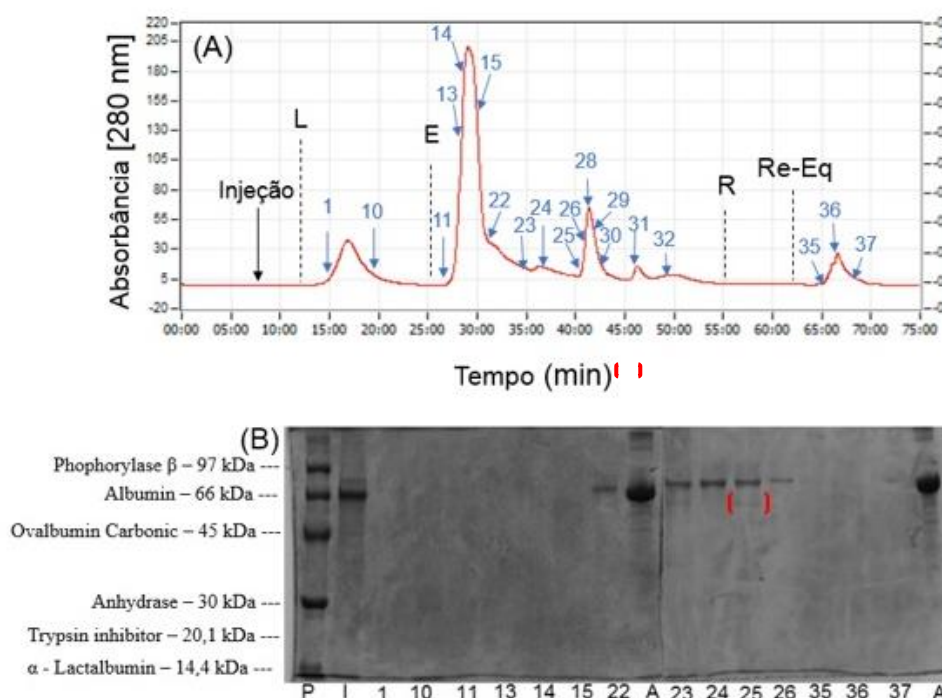 (A)
Absorbância [280 nm]
220
205
180
155
130
105
80
55
30
5
-20
Injeção
L
E
R
Re-Eq
1
10
11
13
14
15
22
23
24
25
26
28
29
30
31
32
35
36
37
00:00 05:00 10:00 15:00 20:00 25:00 30:00 35:00 40:00 45:00 50:00 55:00 60:00 65:00 70:00 75:00
Tempo (min)
(B)
Phophorylase β – 97 kDa ---
Albumin – 66 kDa ---
Ovalbumin Carbonic – 45 kDa ---
Anhydrase – 30 kDa ---
Trypsin inhibitor – 20,1 kDa ---
α - Lactalbumin – 14,4 kDa ---
P I 1 10 11 13 14 15 22 A 23 24 25 26 35 36 37